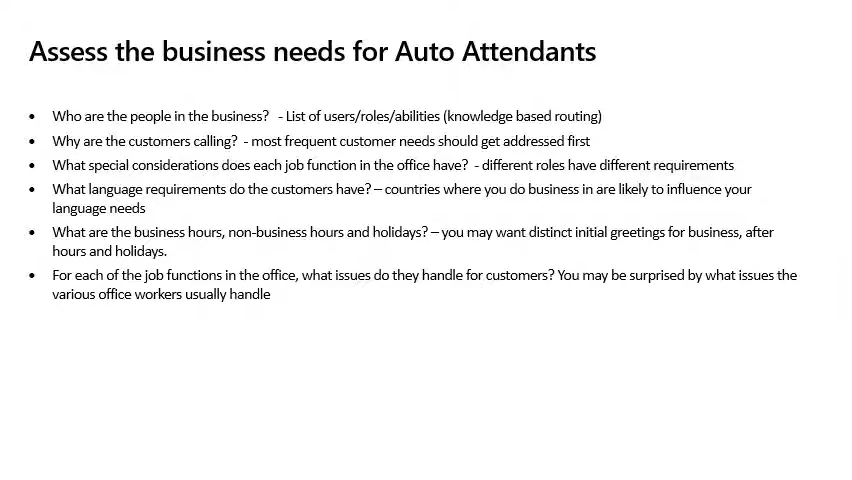 Assess the business needs for Auto Attendants
• Who are the people in the business?   - List of users/roles/abilities (knowledge based routing)
• Why are the customers calling?  - most frequent customer needs should get addressed first
• What special considerations does each job function in the office have?  - different roles have different requirements
• What language requirements do the customers have? – countries where you do business in are likely to influence your
language needs
• What are the business hours, non-business hours and holidays? – you may want distinct initial greetings for business, after
hours and holidays.
• For each of the job functions in the office, what issues do they handle for customers? You may be surprised by what issues the
various office workers usually handle